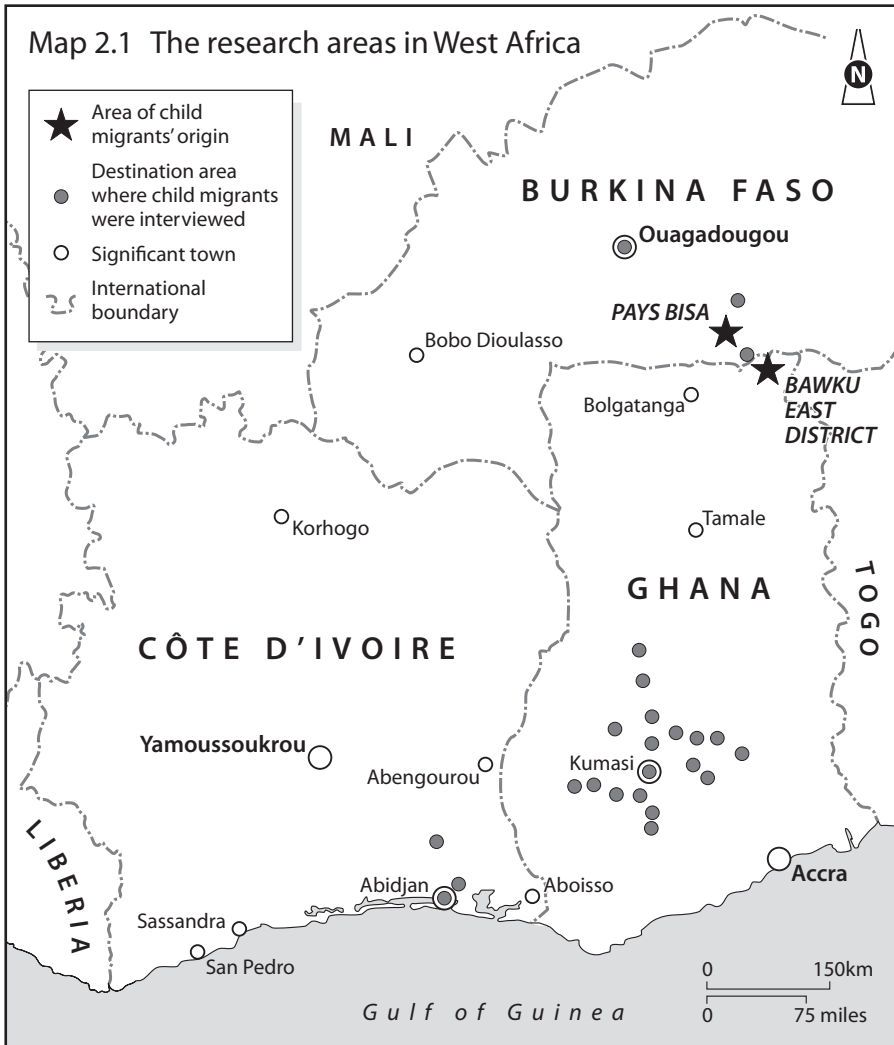 Map 2.1 The research areas in West Africa
N
Area of child
migrants' origin
Destination area
where child migrants
were interviewed
Significant town
International
boundary
MALI
BURKINA FASO
Ouagadougou
PAYS BISA
Bobo Dioulasso
Bolgatanga
BAWKU
EAST
DISTRICT
Korhogo
Tamale
GHANA
TOGO
CÔTE D'IVOIRE
Yamoussoukrou
Abengourou
Kumasi
LIBERIA
Abidjan
Aboisso
Accra
Sassandra
San Pedro
Gulf of Guinea
0 150km
0 75 miles